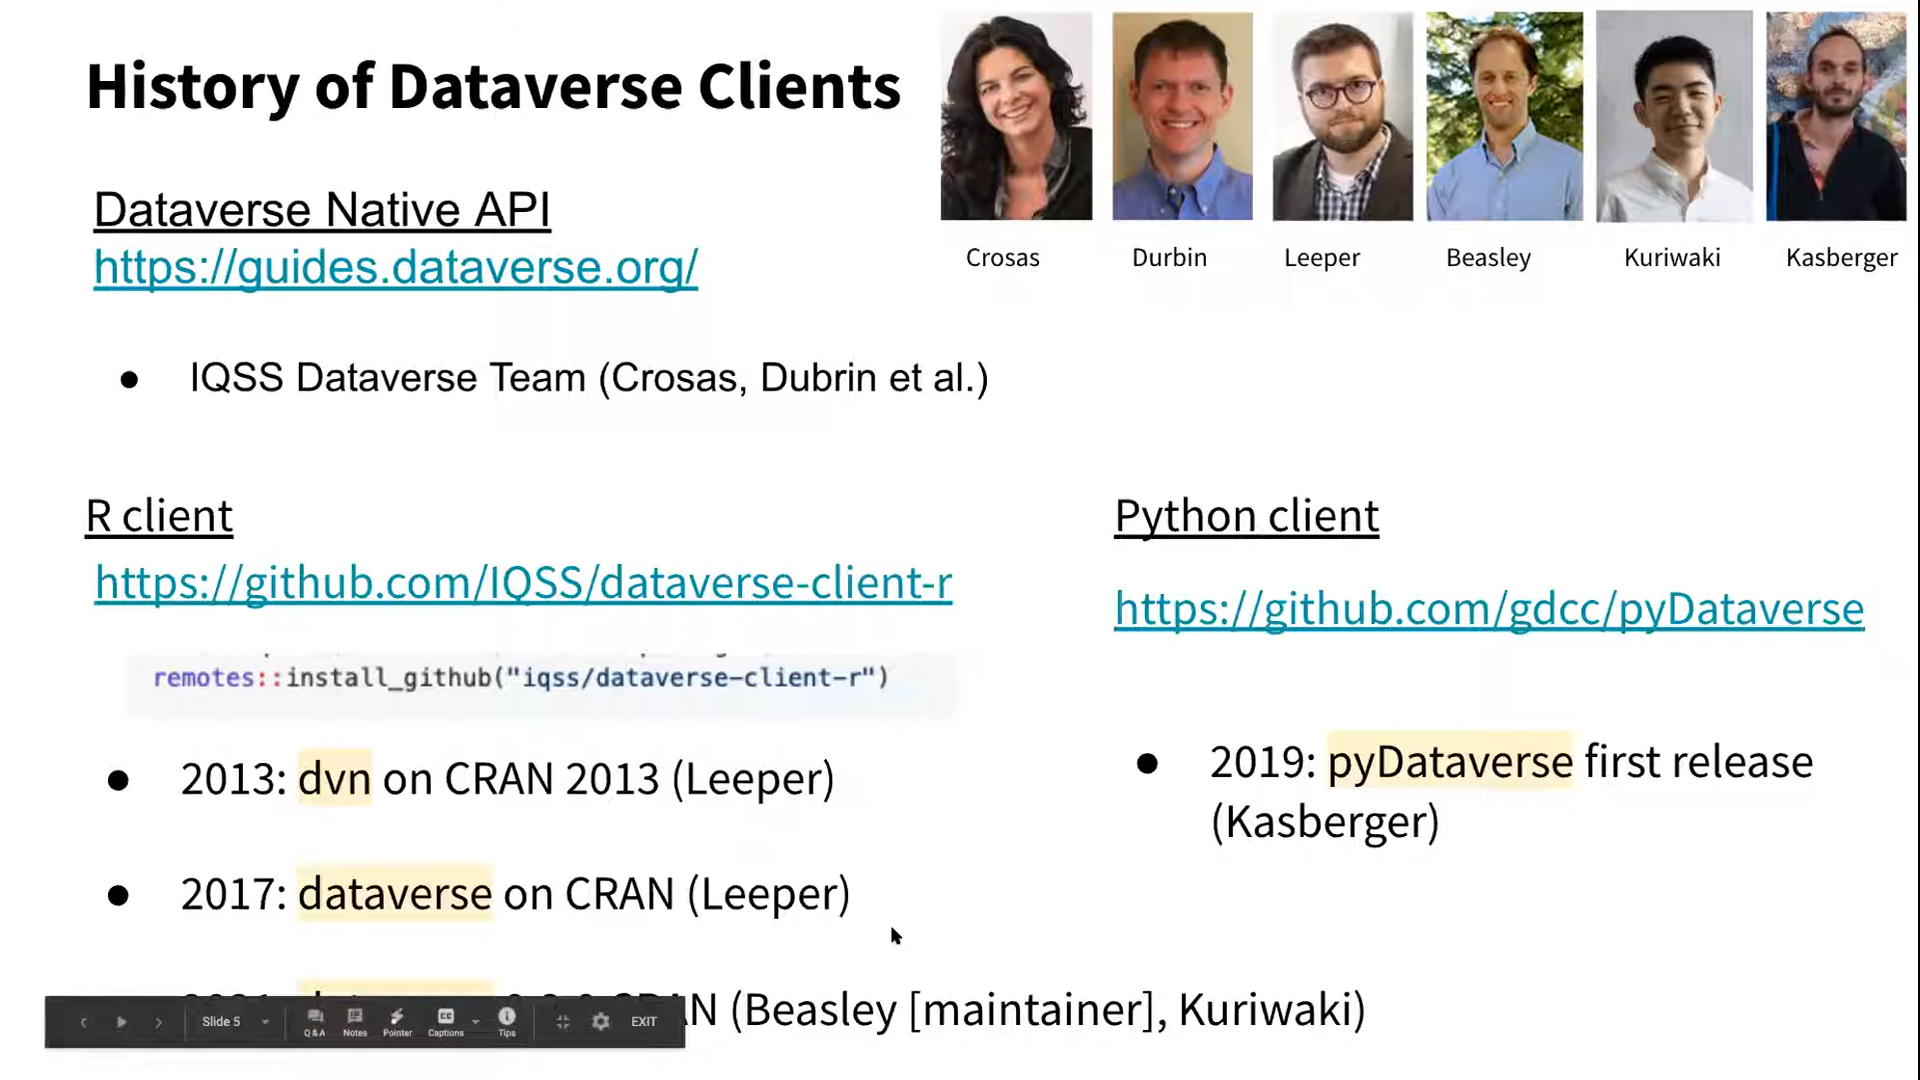 History of Dataverse Clients
Crosas Durbin Leeper Beasley Kuriwaki Kasberger
Dataverse Native API
https://guides.dataverse.org/
● IQSS Dataverse Team (Crosas, Dubrin et al.)
R client
https://github.com/IQSS/dataverse-client-r
remotes::install_github("iqss/dataverse-client-r")
● 2013: dvn on CRAN 2013 (Leeper)
● 2017: dataverse on CRAN (Leeper)
(Beasley [maintainer], Kuriwaki)
Python client
https://github.com/gdcc/pyDataverse
● 2019: pyDataverse first release
(Kasberger)
Slide 5 Q&A Notes Pointer CC Captions Tips EXIT